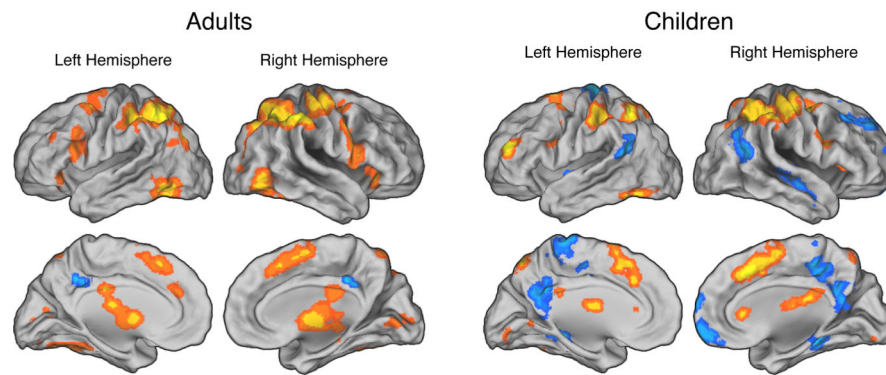 Adults
Children
Left Hemisphere
Right Hemisphere
Left Hemisphere
Right Hemisphere